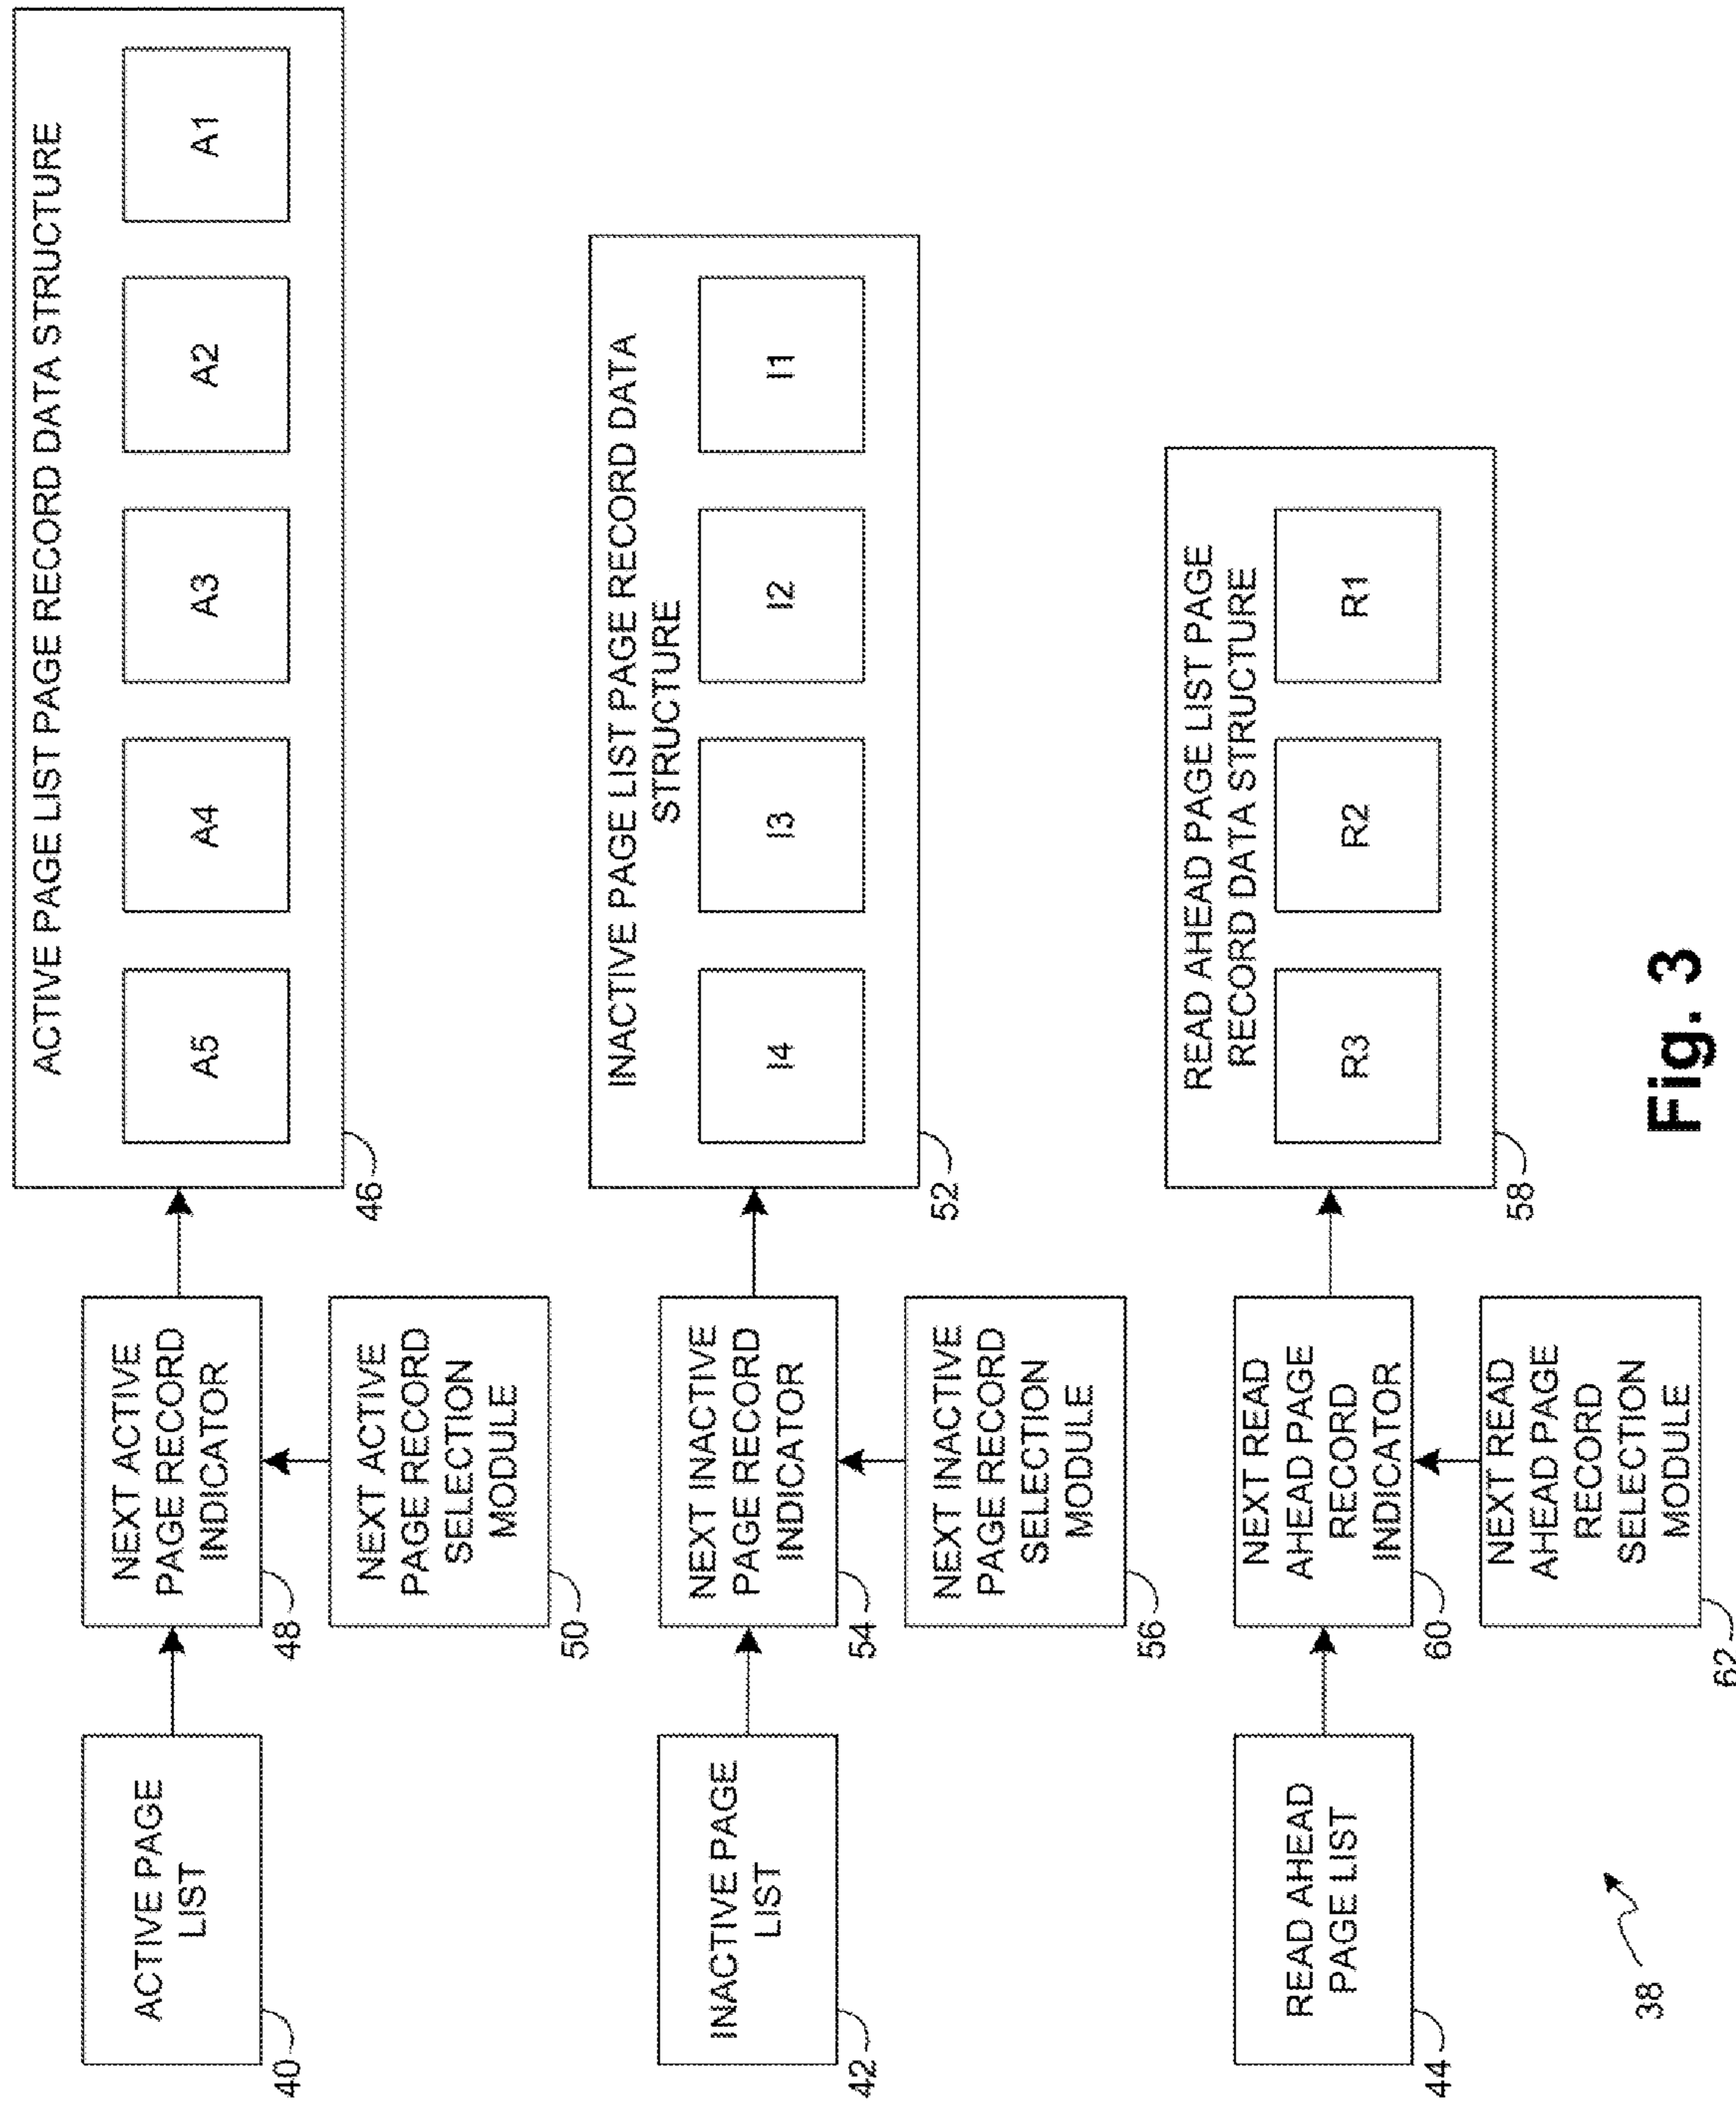 ACTIVE PAGE
LIST
40
NEXT ACTIVE
PAGE RECORD
INDICATOR
48
NEXT ACTIVE
PAGE RECORD
SELECTION
MODULE
50
ACTIVE PAGE LIST PAGE RECORD DATA STRUCTURE
A5
A4
A3
A2
A1
46
INACTIVE PAGE
LIST
42
NEXT INACTIVE
PAGE RECORD
INDICATOR
54
NEXT INACTIVE
PAGE RECORD
SELECTION
MODULE
56
INACTIVE PAGE LIST PAGE RECORD DATA
STRUCTURE
I4
I3
I2
I1
52
READ AHEAD
PAGE LIST
44
NEXT READ
AHEAD PAGE
RECORD
INDICATOR
60
NEXT READ
AHEAD PAGE
RECORD
SELECTION
MODULE
62
READ AHEAD PAGE LIST PAGE
RECORD DATA STRUCTURE
R3
R2
R1
58
38
Fig. 3